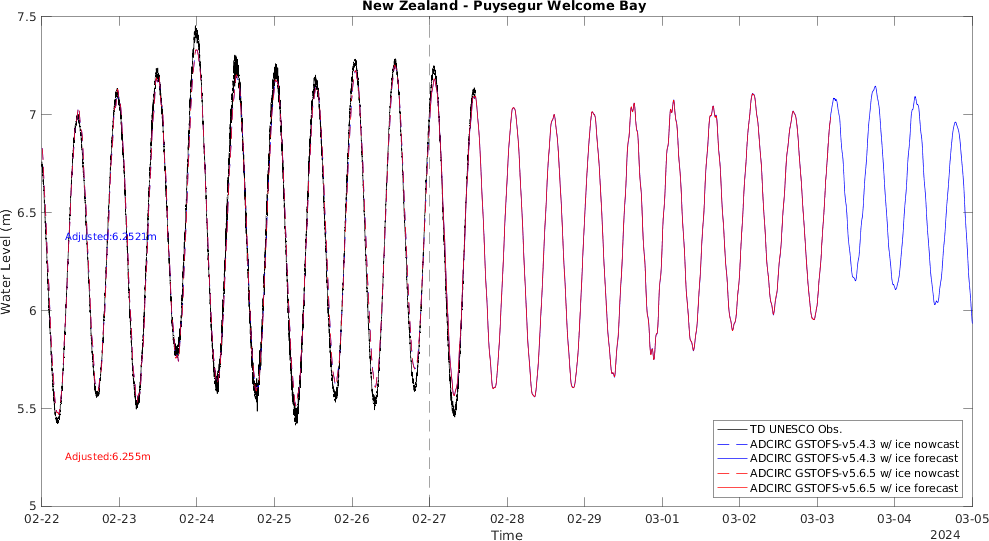 New Zealand - Puysegur Welcome Bay
7.5
7
6.5
6
5.5
5
Water Level (m)
Adjusted:6.2521m
Adjusted:6.255m
TD UNESCO Obs.
ADCIRC GSTOFS-v5.4.3 w/ ice nowcast
ADCIRC GSTOFS-v5.4.3 w/ ice forecast
ADCIRC GSTOFS-v5.6.5 w/ ice nowcast
ADCIRC GSTOFS-v5.6.5 w/ ice forecast
02-22 02-23 02-24 02-25 02-26 02-27 02-28 02-29 03-01 03-02 03-03 03-04 03-05
Time
2024